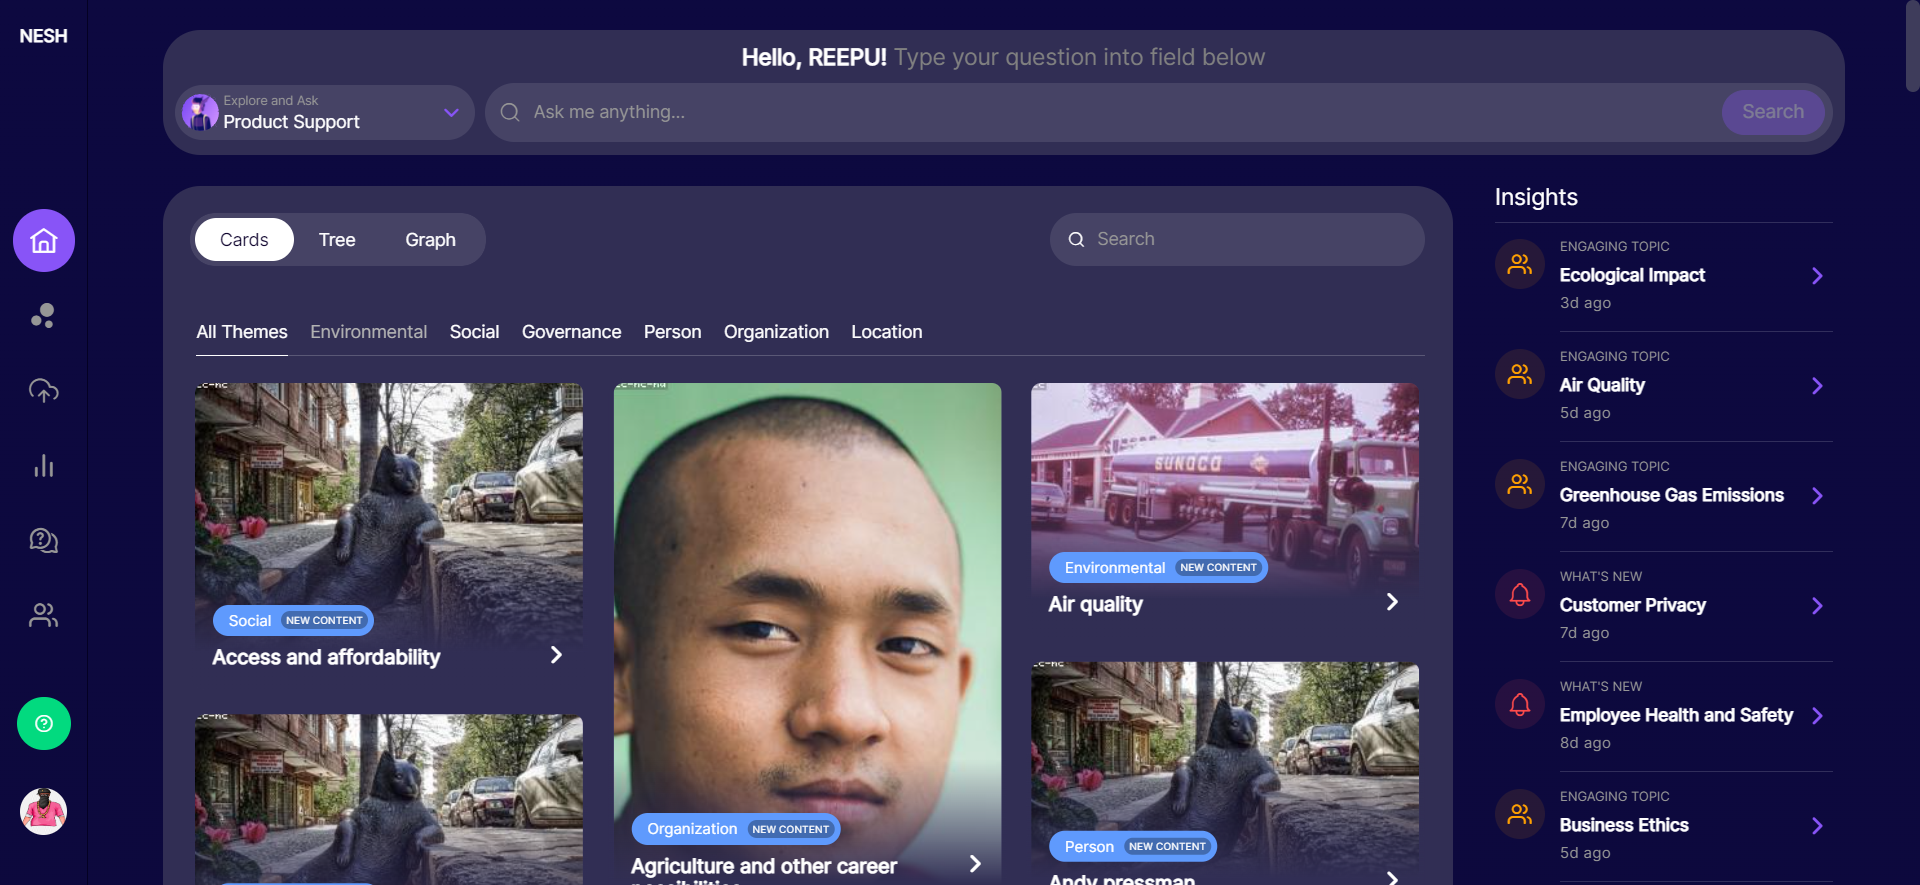 NESH
Hello, REEPU! Type your question into field below
Explore and Ask
Product Support
Ask me anything...
Search
Cards
Tree
Graph
Search
All Themes
Environmental
Social
Governance
Person
Organization
Location
Social NEW CONTENT
Access and affordability
Organization NEW CONTENT
Agriculture and other career
possibilities
SUNOCO
Environmental NEW CONTENT
Air quality
Person NEW CONTENT
Andy pressman
Insights
ENGAGING TOPIC
Ecological Impact
3d ago
ENGAGING TOPIC
Air Quality
5d ago
ENGAGING TOPIC
Greenhouse Gas Emissions
7d ago
WHAT'S NEW
Customer Privacy
7d ago
WHAT'S NEW
Employee Health and Safety
8d ago
ENGAGING TOPIC
Business Ethics
5d ago